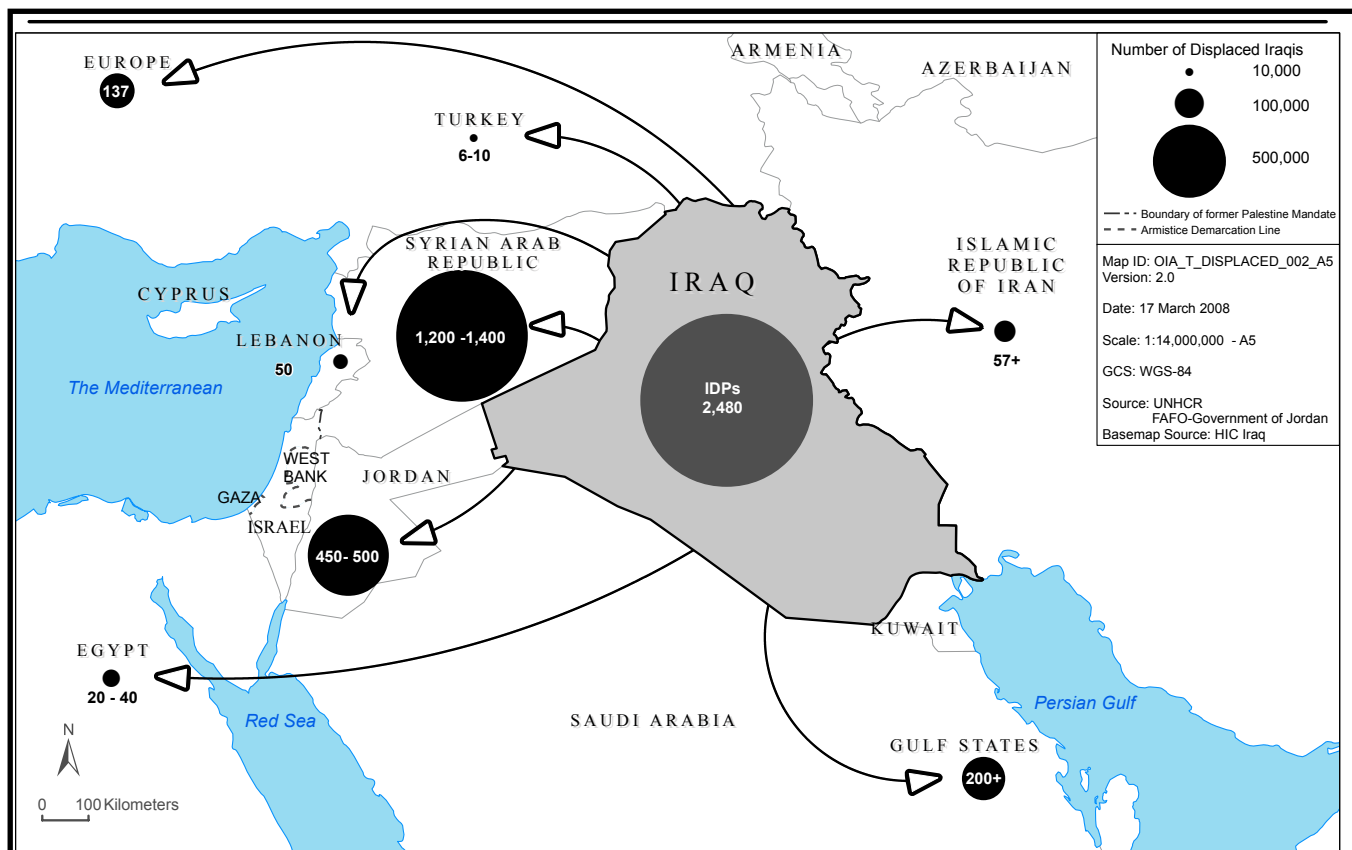 EUROPE
137
TURKEY
6-10
ARMENIA
AZERBAIJAN
SYRIAN ARAB
REPUBLIC
1,200 -1,400
CYPRUS
LEBANON
50
The Mediterranean
IRAQ
IDPs
2,480
ISLAMIC
REPUBLIC
OF IRAN
57+
WEST
BANK
GAZA
ISRAEL
JORDAN
450- 500
EGYPT
20 - 40
Red Sea
SAUDI ARABIA
KUWAIT
Persian Gulf
GULF STATES
200+
N
0 100 Kilometers
Number of Displaced Iraqis
10,000
100,000
500,000
Boundary of former Palestine Mandate
Armistice Demarcation Line
Map ID: OIA_T_DISPLACED_002_A5
Version: 2.0
Date: 17 March 2008
Scale: 1:14,000,000 - A5
GCS: WGS-84
Source: UNHCR
FAFO-Government of Jordan
Basemap Source: HIC Iraq